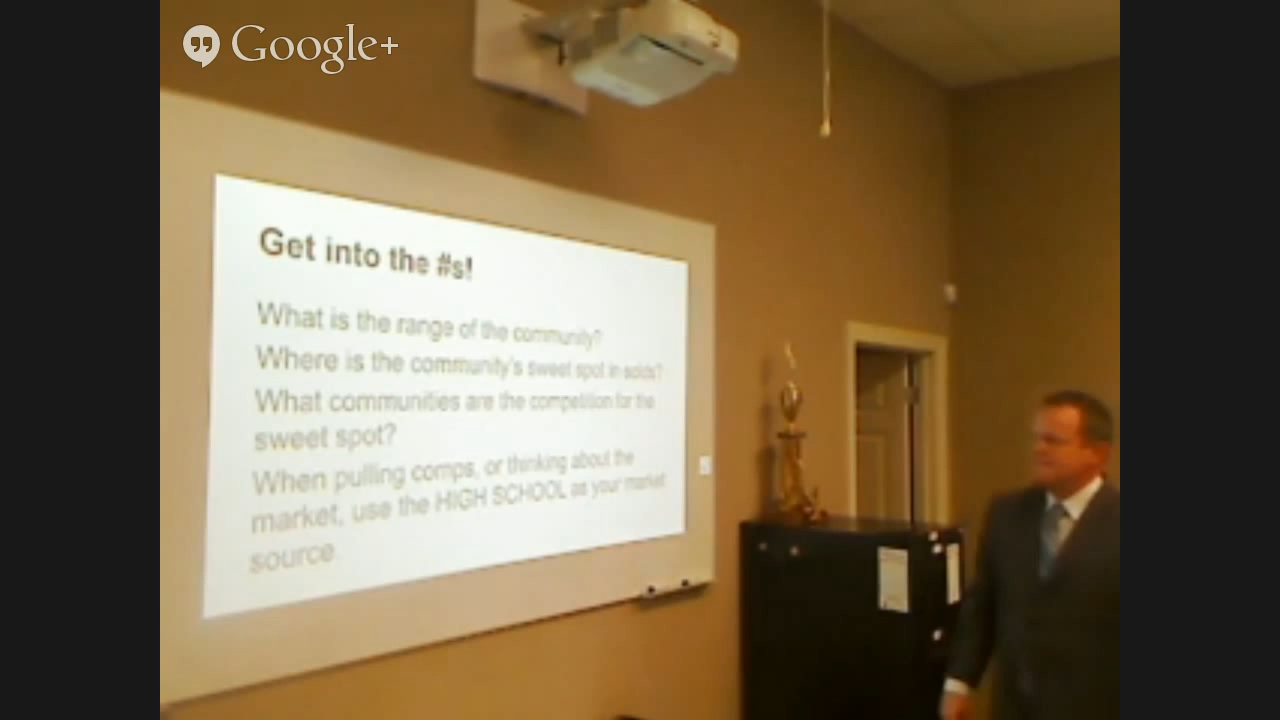 Google+
Get into the #s!
What is the range of the community?
Where is the community's sweet spot in solds?
What communities are the competition for the
sweet spot?
When pulling comps, or thinking about the
market, use the HIGH SCHOOL as your market
source